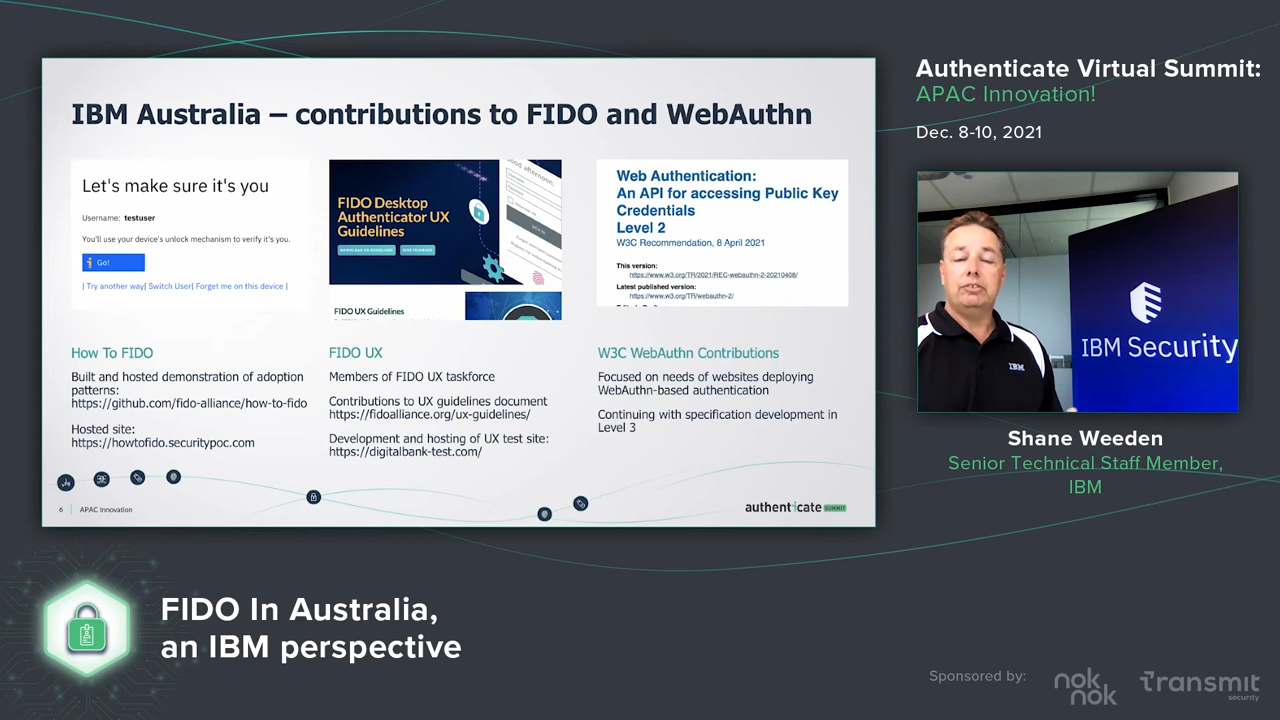 IBM Australia – contributions to FIDO and WebAuthn
Let's make sure it's you
Username: testuser
You'll use your device's unlock mechanism to verify it's you.
Go!
| Try another way| Switch User| Forget me on this device |
Good afternoon.
SIGN IN
FIDO Desktop
Authenticator UX
Guidelines
DOWNLOAD UX GUIDELINES
GIVE FEEDBACK
FIDO UX Guidelines
Web Authentication:
An API for accessing Public Key
Credentials
Level 2
W3C Recommendation, 8 April 2021
This version:
https://www.w3.org/TR/2021/REC-webauthn-2-20210408/
Latest published version:
https://www.w3.org/TR/webauthn-2/
How To FIDO
Built and hosted demonstration of adoption
patterns:
https://github.com/fido-alliance/how-to-fido
Hosted site:
https://howtofido.securitypoc.com
FIDO UX
Members of FIDO UX taskforce
Contributions to UX guidelines document
https://fidoalliance.org/ux-guidelines/
Development and hosting of UX test site:
https://digitalbank-test.com/
W3C WebAuthn Contributions
Focused on needs of websites deploying
WebAuthn-based authentication
Continuing with specification development in
Level 3
6 | APAC Innovation
authenticate SUMMIT
Authenticate Virtual Summit:
APAC Innovation!
Dec. 8-10, 2021
IBM
IBM Security
Shane Weeden
Senior Technical Staff Member,
IBM
FIDO In Australia,
an IBM perspective
Sponsored by:
nok
nok
Transmit
security